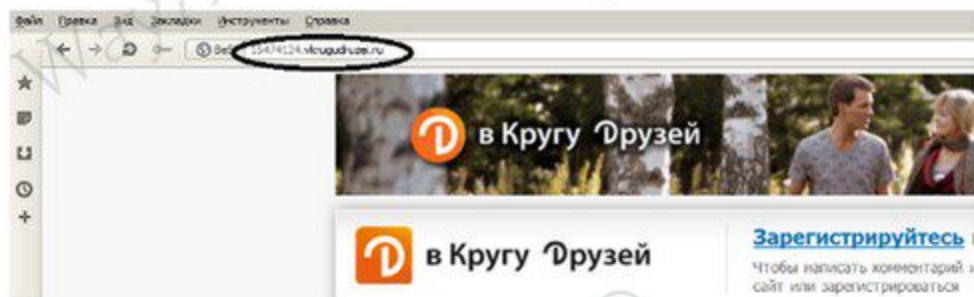 Файл Правка Вид Закладки Инструменты Справка
Веб 15474124.vkrugudruzei.ru
в Кругу Друзей
в Кругу Друзей
Зарегистрируйтесь
Чтобы написать комментарий
сайт или зарегистрироваться